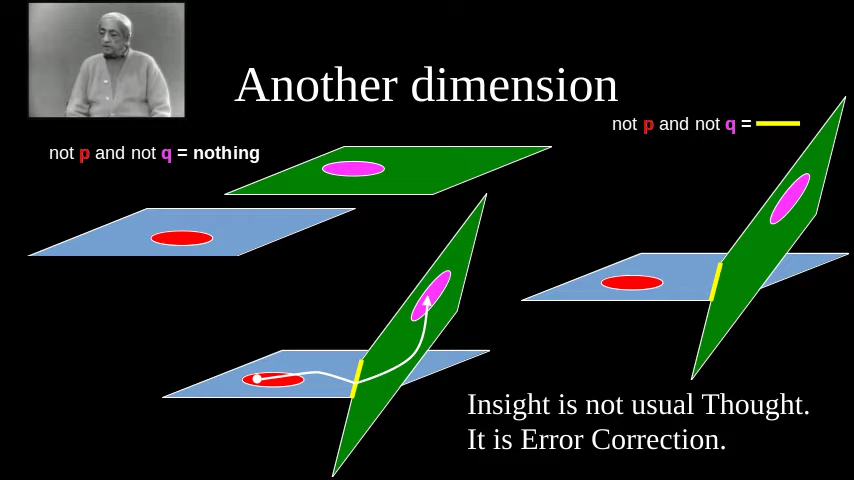 Another dimension
not p and not q =
not p and not q = nothing
Insight is not usual Thought.
It is Error Correction.